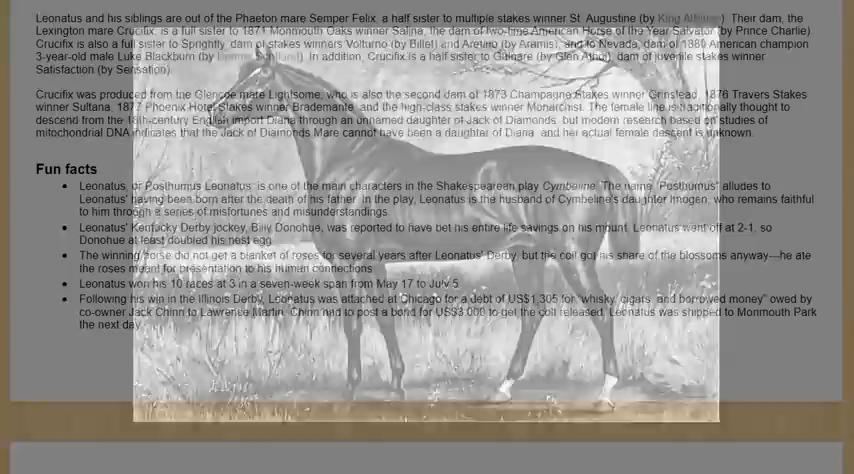 Leonatus and his siblings are out of the Phaeton mare Semper Felix, a half sister to multiple stakes winner St. Augustine (by King Alfonso). Their dam, the
Lexington mare Crucifix, is a full sister to 1871 Monmouth Oaks winner Salina, the dam of two-time American Horse of the Year Salvator (by Prince Charlie).
Crucifix is also a full sister to Sprightly, dam of stakes winners Volturno (by Billet) and Aretino (by Aramis), and to Nevada, dam of 1880 American champion
3-year-old male Luke Blackburn (by Bonnie Scotland). In addition, Crucifix is a half sister to Gilmare (by Glen Athol), dam of juvenile stakes winner
Satisfaction (by Sensation).
Crucifix was produced from the Glencoe mare Lightsome, who is also the second dam of 1873 Champagne Stakes winner Grinstead, 1876 Travers Stakes
winner Sultana, 1877 Phoenix Hotel Stakes winner Brademante, and the high-class stakes winner Monarchist. The female line is traditionally thought to
descend from the 18th-century English import Diana through an unnamed daughter of Jack of Diamonds, but modern research based on studies of
mitochondrial DNA indicates that the Jack of Diamonds Mare cannot have been a daughter of Diana, and her actual female descent is unknown.
Fun facts
Leonatus, or Posthumus Leonatus, is one of the main characters in the Shakespearean play Cymbeline. The name "Posthumus" alludes to
Leonatus' having been born after the death of his father. In the play, Leonatus is the husband of Cymbeline's daughter Imogen, who remains faithful
to him through a series of misfortunes and misunderstandings.
Leonatus' Kentucky Derby jockey, Billy Donohue, was reported to have bet his entire life savings on his mount. Leonatus went off at 2-1, so
Donohue at least doubled his nest egg.
The winning horse did not get a blanket of roses for several years after Leonatus' Derby, but the colt got his share of the blossoms anyway—he ate
the roses meant for presentation to his human connections.
Leonatus won his 10 races at 3 in a seven-week span from May 17 to July 5.
Following his win in the Illinois Derby, Leonatus was attached at Chicago for a debt of US$1,305 for "whisky, cigars, and borrowed money" owed by
co-owner Jack Chinn to Lawrence Martin. Chinn had to post a bond for US$3,000 to get the colt released. Leonatus was shipped to Monmouth Park
the next day.